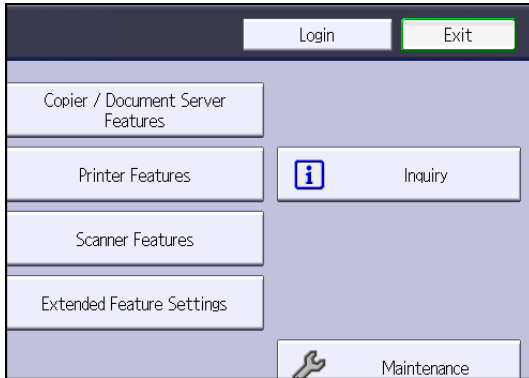 Login
Exit
Copier / Document Server
Features
Printer Features
i
Inquiry
Scanner Features
Extended Feature Settings
Maintenance